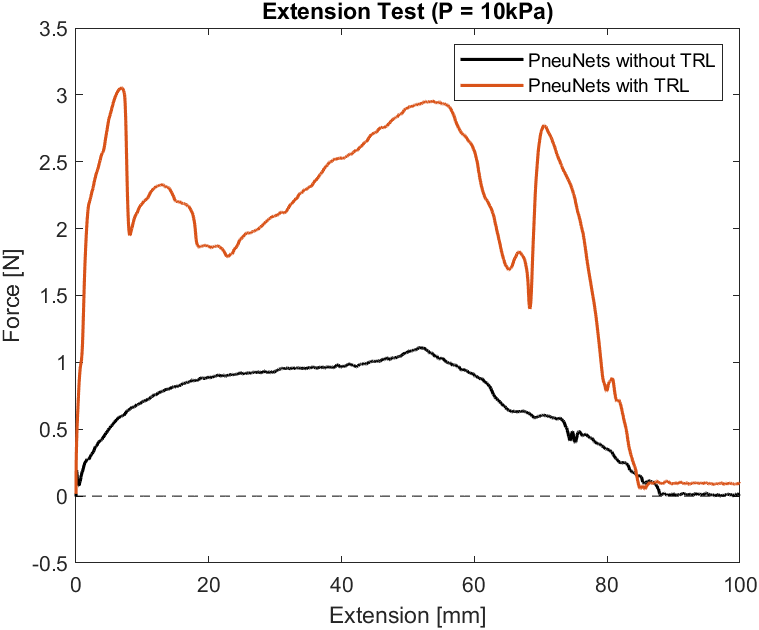 Extension Test (P = 10kPa)
PneuNets without TRL
PneuNets with TRL
Force [N]
3.5
3
2.5
2
1.5
1
0.5
0
-0.5
0 20 40 60 80 100
Extension [mm]